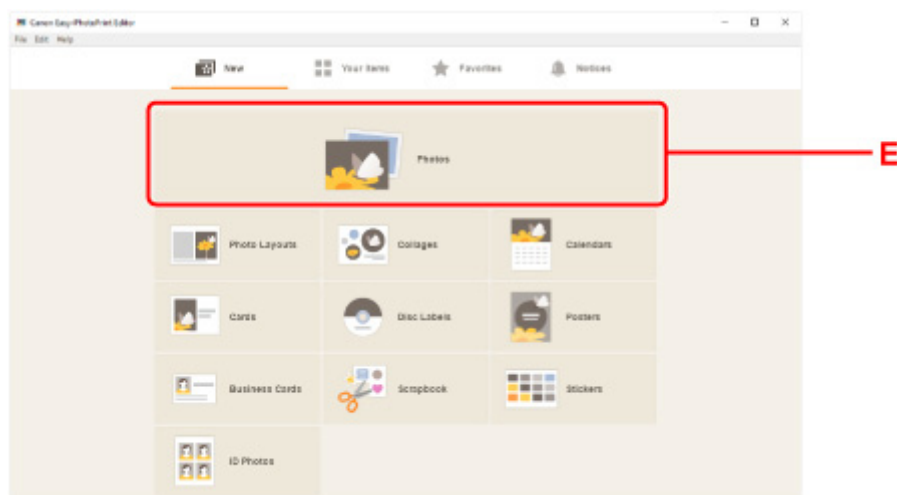 Canon Easy-PhotoPrint Editor
File Edit Help
New Your Items Favorites Notices
Photos
E
Photo Layouts Collages Calendars
Cards Disc Labels Posters
Business Cards Scrapbook Stickers
ID Photos